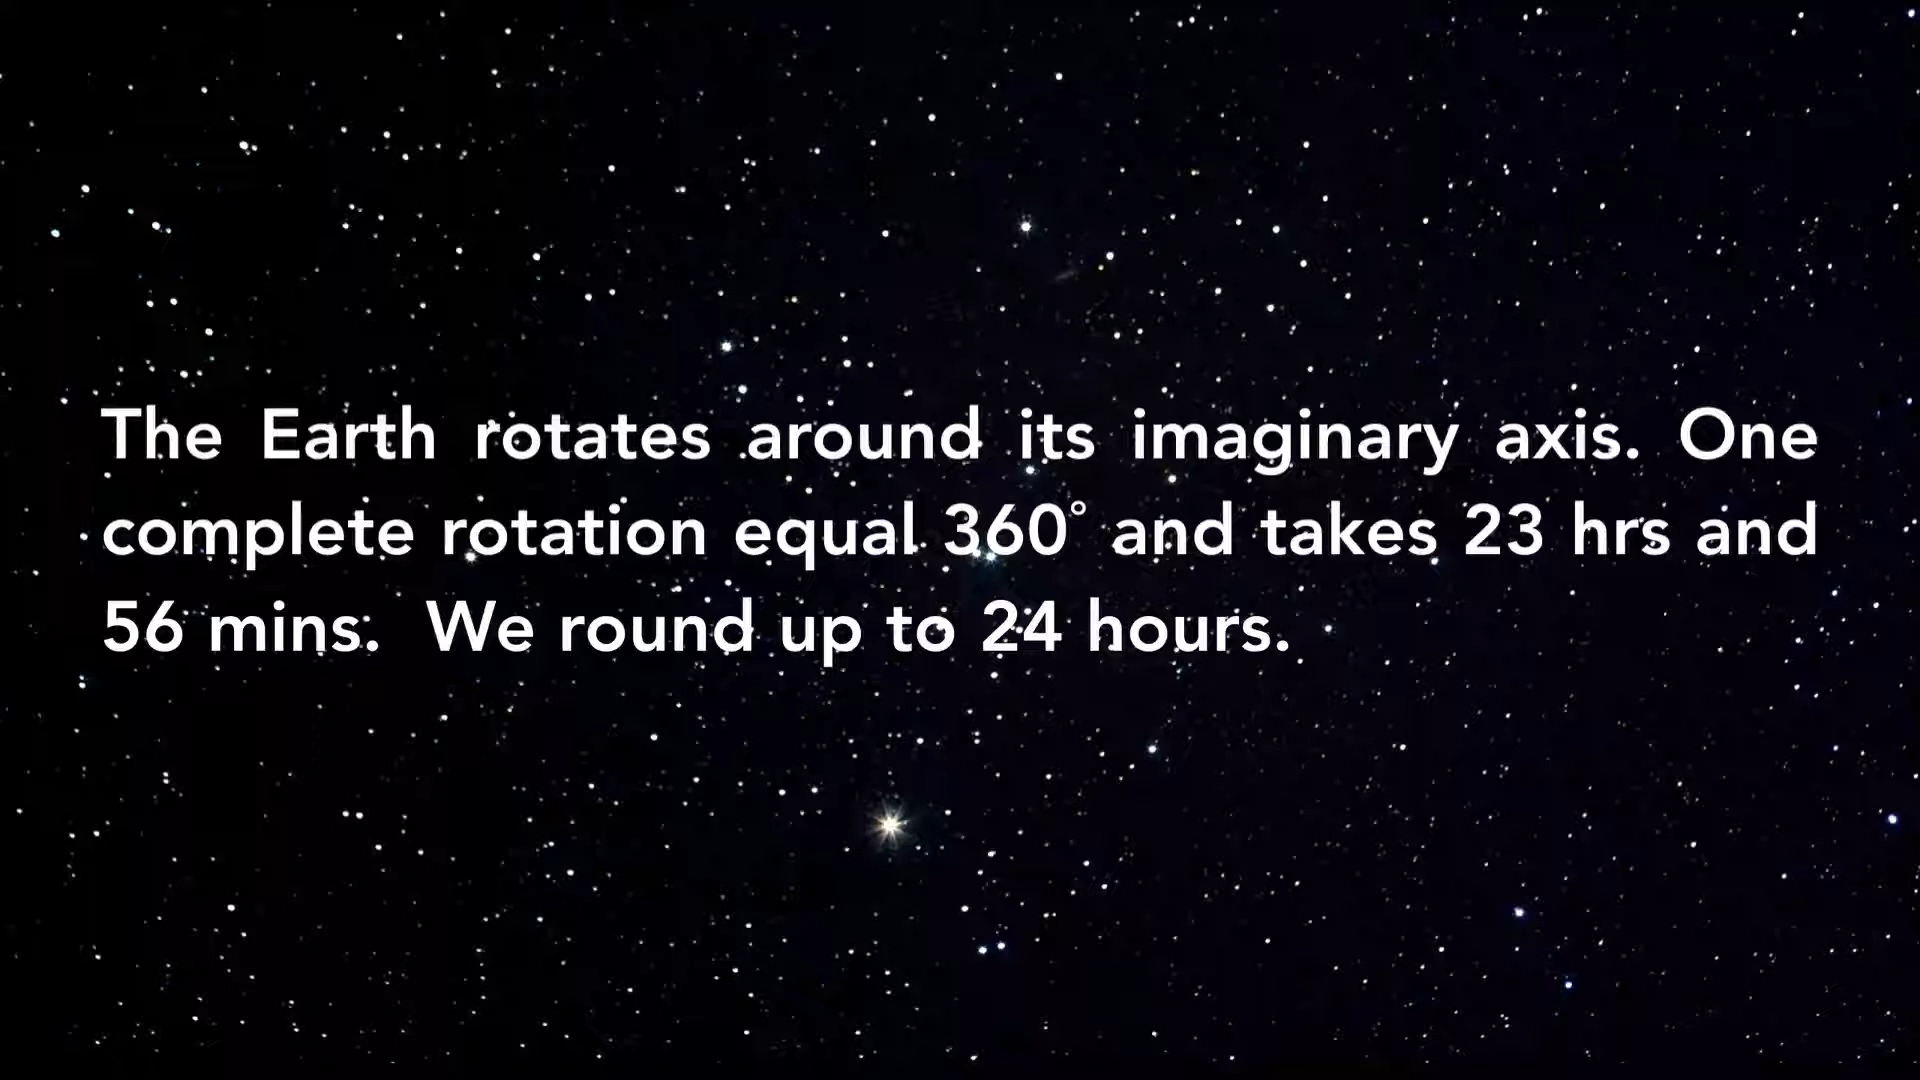 The Earth rotates around its imaginary axis. One
complete rotation equal 360° and takes 23 hrs and
56 mins. We round up to 24 hours.